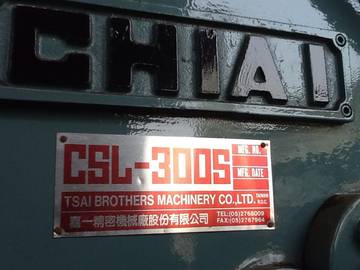 CHIAI
CSL-300S
MFG. NO.
MFG. DATE
TSAI BROTHERS MACHINERY CO.,LTD. TAIWAN R.O.C.
嘉一精密機械廠股份有限公司
TEL:(05)2768009
FAX:(05)2767964